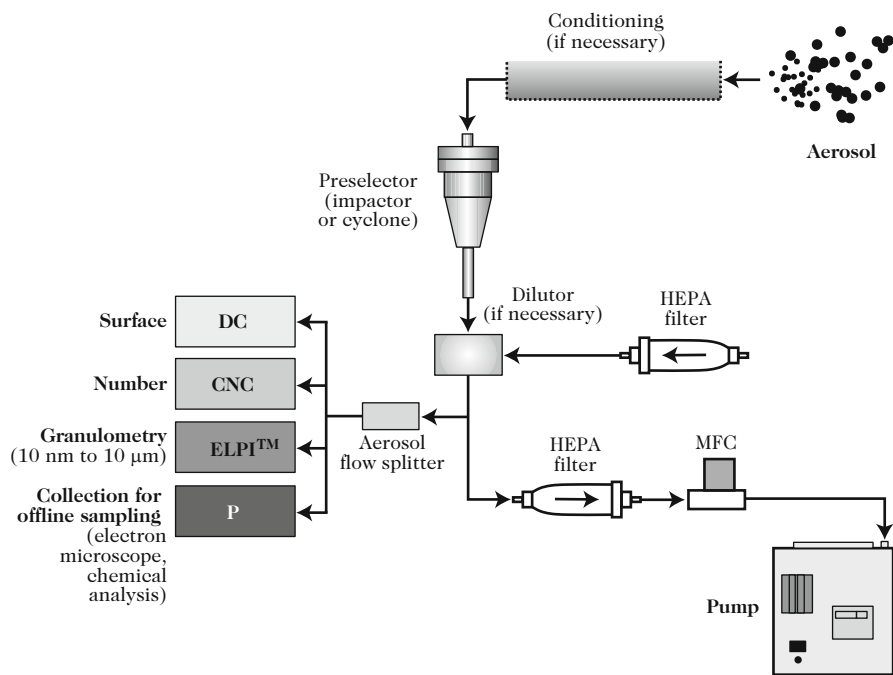 Conditioning
(if necessary)
Aerosol
Preselector
(impactor
or cyclone)
Dilutor
(if necessary)
HEPA
filter
Surface
DC
Number
CNC
Granulometry
(10 nm to 10 μm)
ELPI™
Aerosol
flow splitter
Collection for
offline sampling
(electron
microscope,
chemical
analysis)
P
HEPA
filter
MFC
Pump